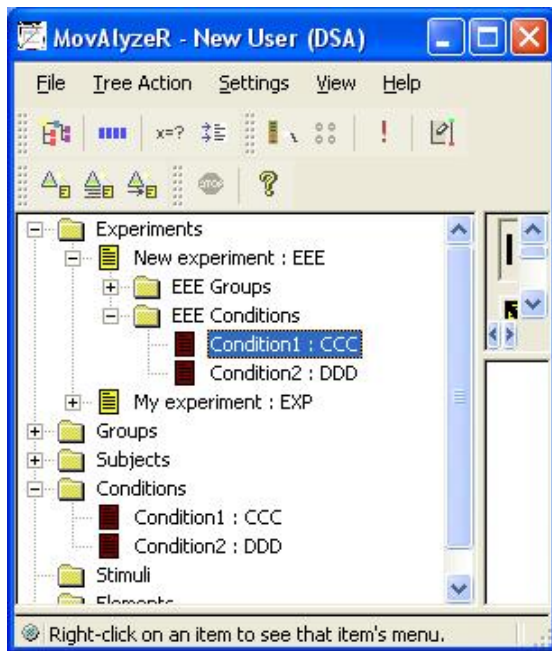 MovAlyzeR - New User (DSA)
File Tree Action Settings View Help
x=?
STOP
Experiments
New experiment : EEE
EEE Groups
EEE Conditions
Condition1 : CCC
Condition2 : DDD
My experiment : EXP
Groups
Subjects
Conditions
Condition1 : CCC
Condition2 : DDD
Stimuli
Elements
Right-click on an item to see that item's menu.